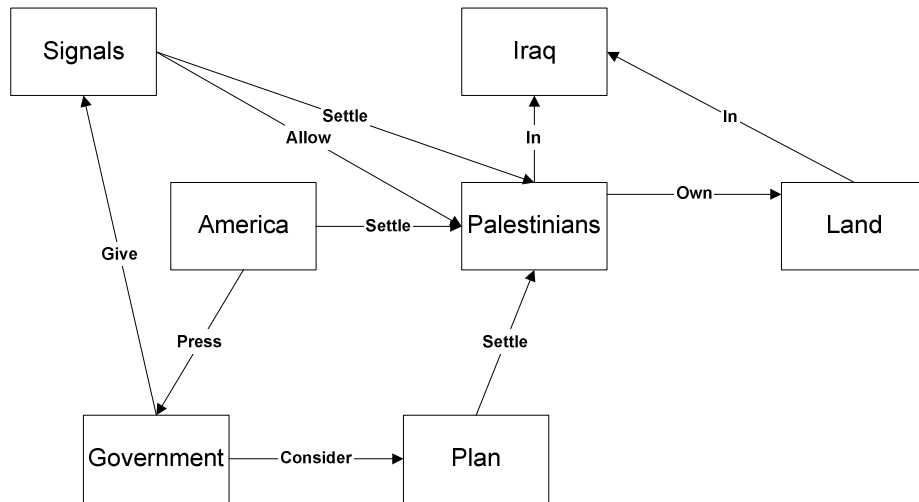 Signals
Iraq
Settle
Allow
In
In
America
Settle
Palestinians
Own
Land
Give
Press
Settle
Government
Consider
Plan